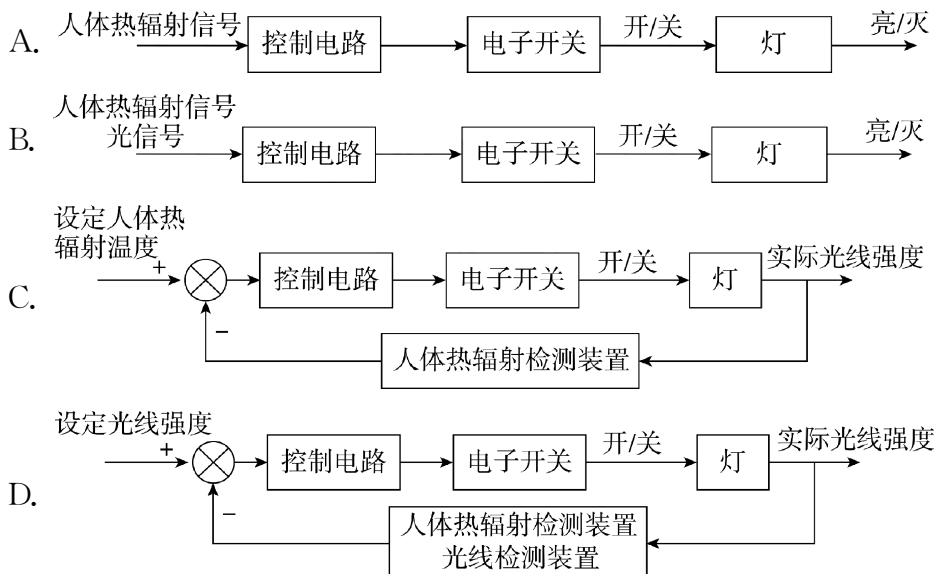 A.
人体热辐射信号
控制电路
电子开关
开/关
灯
亮/灭
B.
人体热辐射信号
光信号
控制电路
电子开关
开/关
灯
亮/灭
C.
设定人体热
辐射温度
+
−
控制电路
电子开关
开/关
灯
实际光线强度
人体热辐射检测装置
D.
设定光线强度
+
−
控制电路
电子开关
开/关
灯
实际光线强度
人体热辐射检测装置
光线检测装置